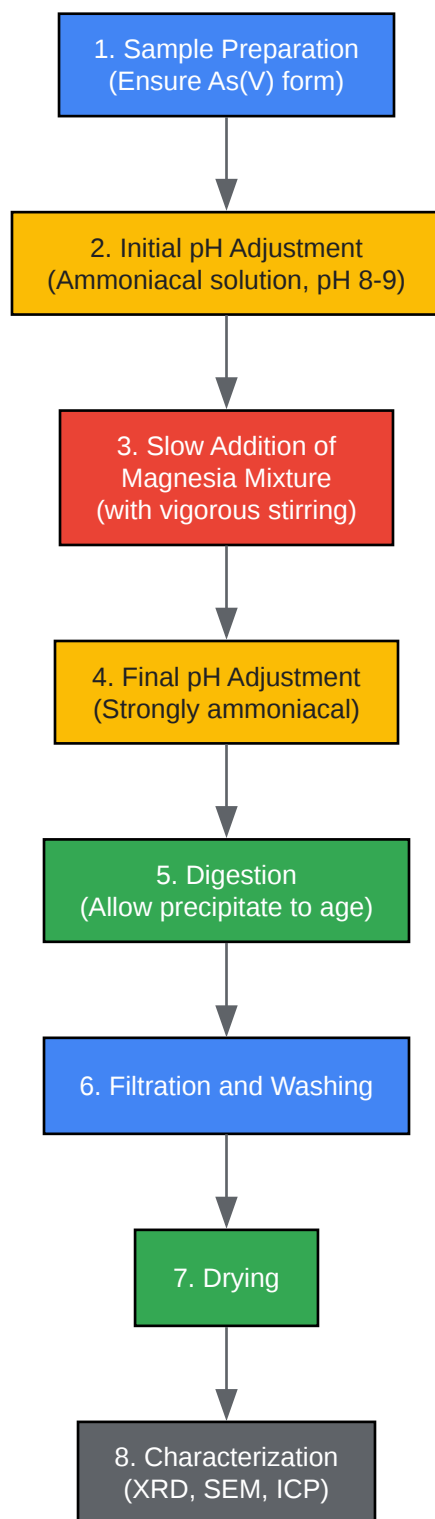 1. Sample Preparation
(Ensure As(V) form)
2. Initial pH Adjustment
(Ammoniacal solution, pH 8-9)
3. Slow Addition of
Magnesia Mixture
(with vigorous stirring)
4. Final pH Adjustment
(Strongly ammoniacal)
5. Digestion
(Allow precipitate to age)
6. Filtration and Washing
7. Drying
8. Characterization
(XRD, SEM, ICP)